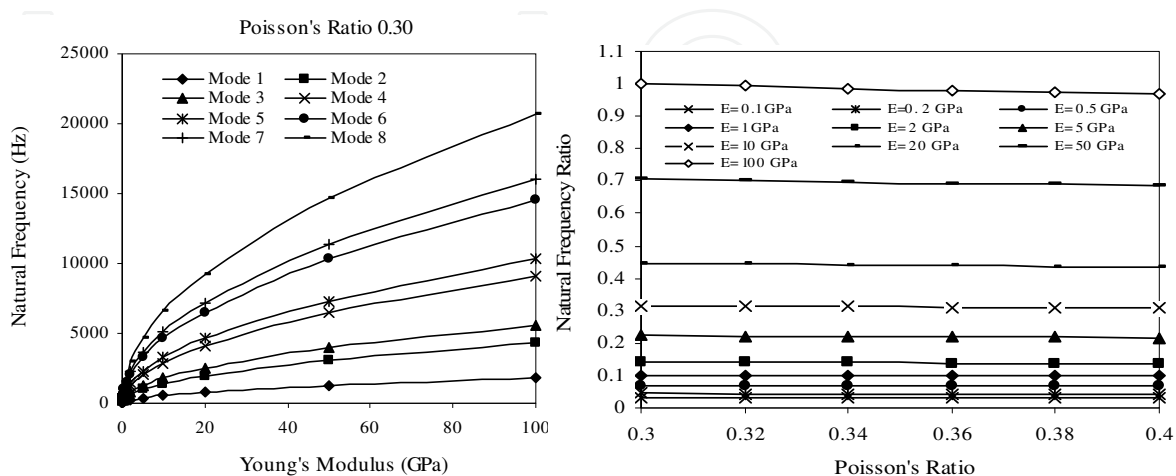 Poisson's Ratio 0.30
25000
20000
15000
10000
5000
0
Natural Frequency (Hz)
Mode 1 Mode 2
Mode 3 Mode 4
Mode 5 Mode 6
Mode 7 Mode 8
0 20 40 60 80 100
Young's Modulus (GPa)
1.1
1
0.9
0.8
0.7
0.6
0.5
0.4
0.3
0.2
0.1
0
Natural Frequency Ratio
E=0.1 GPa E=0.2 GPa E=0.5 GPa
E=1 GPa E=2 GPa E=5 GPa
E=10 GPa E=20 GPa E=50 GPa
E=100 GPa
0.3 0.32 0.34 0.36 0.38 0.4
Poisson's Ratio